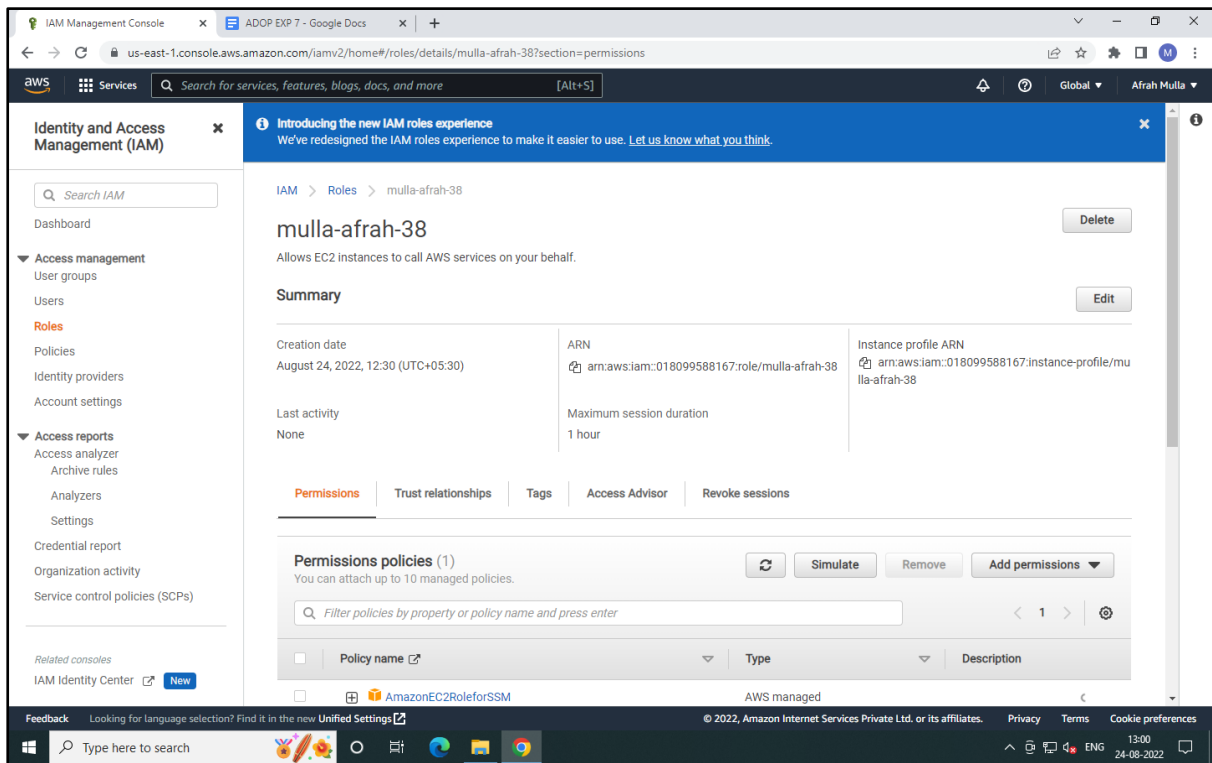 IAM Management Console
ADOP EXP 7 - Google Docs
us-east-1.console.aws.amazon.com/iamv2/home#/roles/details/mulla-afrah-38?section=permissions
M
aws
Services
Search for services, features, blogs, docs, and more
[Alt+S]
Global
Afrah Mulla
Identity and Access
Management (IAM)
Search IAM
Dashboard
Access management
User groups
Users
Roles
Policies
Identity providers
Account settings
Access reports
Access analyzer
Archive rules
Analyzers
Settings
Credential report
Organization activity
Service control policies (SCPs)
Related consoles
IAM Identity Center New
Introducing the new IAM roles experience
We've redesigned the IAM roles experience to make it easier to use. Let us know what you think.
IAM > Roles > mulla-afrah-38
mulla-afrah-38
Delete
Allows EC2 instances to call AWS services on your behalf.
Summary
Edit
Creation date
August 24, 2022, 12:30 (UTC+05:30)
ARN
arn:aws:iam::018099588167:role/mulla-afrah-38
Instance profile ARN
arn:aws:iam::018099588167:instance-profile/mu
lla-afrah-38
Last activity
None
Maximum session duration
1 hour
Permissions
Trust relationships
Tags
Access Advisor
Revoke sessions
Permissions policies (1)
You can attach up to 10 managed policies.
Simulate
Remove
Add permissions
Filter policies by property or policy name and press enter
1
Policy name
Type
Description
AmazonEC2RoleforSSM
AWS managed
Feedback
Looking for language selection? Find it in the new Unified Settings
© 2022, Amazon Internet Services Private Ltd. or its affiliates.
Privacy
Terms
Cookie preferences
Type here to search
ENG
13:00
24-08-2022